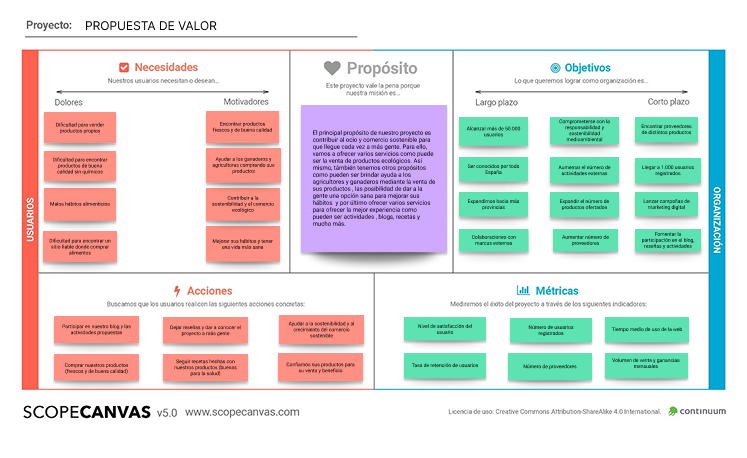 Proyecto: PROPUESTA DE VALOR
Necesidades
Nuestros usuarios necesitan o desean...
Dolores
Motivadores
Dificultad para vender
productos propios
Encontrar productos
frescos y de buena calidad
Dificultad para encontrar
productos de buena
calidad sin químicos
Ayudar a los ganaderos y
agricultores comprando sus
productos
Malos hábitos alimenticios
Contribuir a la
sostenibilidad y el comercio
ecológico
Dificultad para encontrar un
sitio fiable donde comprar
alimentos
Mejorar sus hábitos y tener
una vida más sana
USUARIOS
Propósito
Este proyecto vale la pena porque
nuestra misión es...
El principal propósito de nuestro proyecto es
contribuir al ocio y comercio sostenible para
que llegue cada vez a más gente. Para ello,
vamos a ofrecer varios servicios como puede
ser la venta de productos ecológicos. Así
mismo, también tenemos otros propósitos
como pueden ser brindar ayuda a los
agricultores y ganaderos mediante la venta de
sus productos , las posibilidad de dar a la
gente una opción sana para mejorar sus
hábitos. y por último ofrecer varios servicios
para ofrecer la mejor experiencia como
pueden ser actividades , blogs, recetas y
mucho más.
Objetivos
Lo que queremos lograr como organización es...
Largo plazo
Corto plazo
Alcanzar más de 50.000
usuarios
Comprometerse con la
responsabilidad y
sostenibilidad
medioambiental
Encontrar proveedores
de distintos productos
Ser conocidos por todo
España
Aumentar el número de
actividades externas
Llegar a 1.000 usuarios
registrados
Expandirnos hacia más
provincias
Expandir el número de
productos ofertados
Lanzar campañas de
marketing digital
Colaboraciones con
marcas externas
Aumentar número de
proveedores
Fomentar la
participación en el blog,
reseñas y actividades
ORGANIZACIÓN
Acciones
Buscamos que los usuarios realicen las siguientes acciones concretas:
Participar en nuestro blog y las
actividades propuestas
Dejar reseñas y dar a conocer el
proyecto a más gente
Ayudar a la sostenibilidad y al
crecimiento del comercio
sostenible
Comprar nuestros productos
(frescos y de buena calidad)
Seguir recetas hechas con
nuestros productos (buenas
para la salud)
Confiarnos sus productos para
su venta y beneficio
Métricas
Mediremos el éxito del proyecto a través de los siguientes indicadores:
Nivel de satisfacción del
usuario
Número de usuarios
registrados
Tiempo medio de uso de la web
Tasa de retención de usuarios
Número de proveedores
Volumen de venta y ganancias
mensuales
SCOPECANVAS v5.0 www.scopecanvas.com
Licencia de uso: Creative Commons Attribution-ShareAlike 4.0 International.
continuum